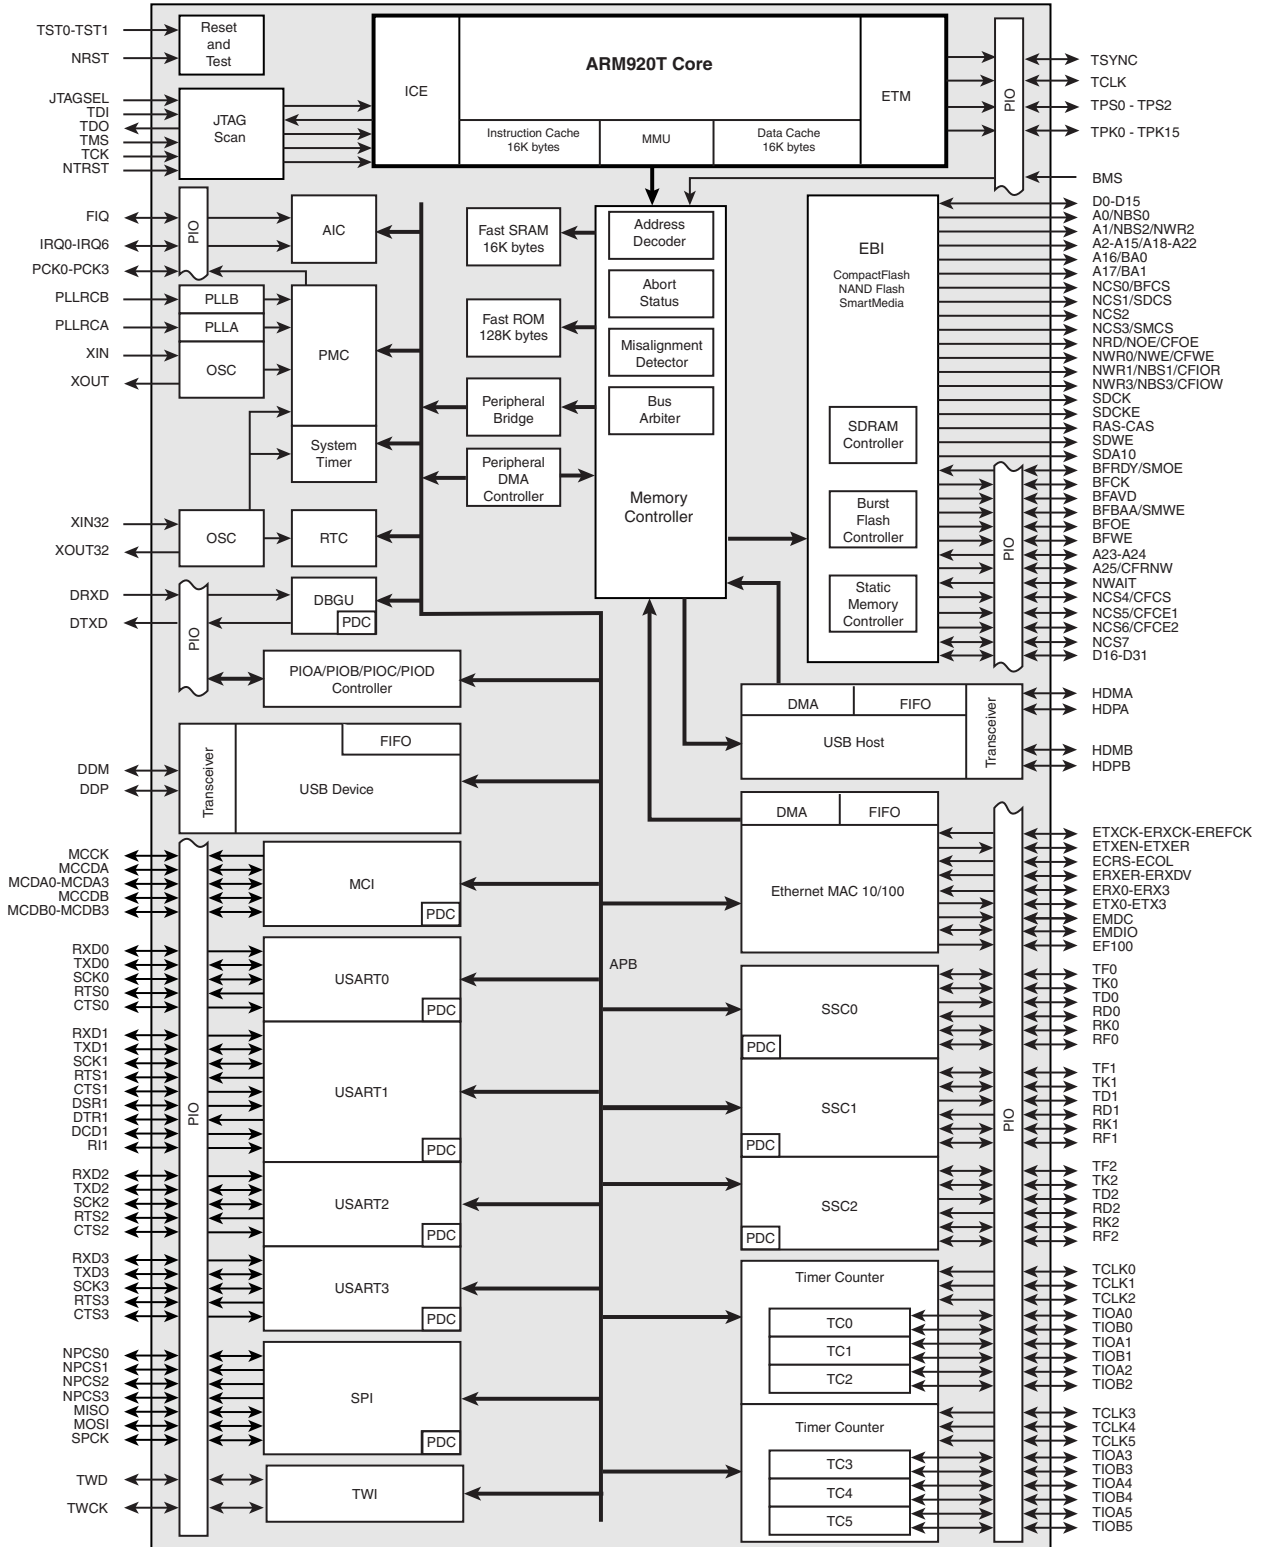 TST0-TST1
NRST
Reset
and
Test
JTAGSEL
TDI
TDO
TMS
TCK
NTRST
JTAG
Scan
ICE
ARM920T Core
ETM
Instruction Cache
16K bytes
MMU
Data Cache
16K bytes
PIO
TSYNC
TCLK
TPS0 - TPS2
TPK0 - TPK15
BMS
FIQ
IRQ0-IRQ6
PCK0-PCK3
PLLRCB
PLLRCA
XIN
XOUT
PIO
AIC
PLLB
PLLA
OSC
PMC
System
Timer
XIN32
XOUT32
OSC
RTC
DRXD
DTXD
PIO
DBGU
PDC
PIOA/PIOB/PIOC/PIOD
Controller
Fast SRAM
16K bytes
Fast ROM
128K bytes
Peripheral
Bridge
Peripheral
DMA
Controller
Address
Decoder
Abort
Status
Misalignment
Detector
Bus
Arbiter
Memory
Controller
EBI
CompactFlash
NAND Flash
SmartMedia
SDRAM
Controller
Burst
Flash
Controller
Static
Memory
Controller
D0-D15
A0/NBS0
A1/NBS2/NWR2
A2-A15/A18-A22
A16/BA0
A17/BA1
NCS0/BFCS
NCS1/SDCS
NCS2
NCS3/SMCS
NRD/NOE/CFOE
NWR0/NWE/CFWE
NWR1/NBS1/CFIOR
NWR3/NBS3/CFIOW
SDCK
SDCKE
RAS-CAS
SDWE
SDA10
PIO
BFRDY/SMOE
BFCK
BFAVD
BFBAA/SMWE
BFOE
BFWE
A23-A24
A25/CFRNW
NWAIT
NCS4/CFCS
NCS5/CFCE1
NCS6/CFCE2
NCS7
D16-D31
DMA
FIFO
USB Host
Transceiver
HDMA
HDPA
HDMB
HDPB
DDM
DDP
Transceiver
FIFO
USB Device
DMA
FIFO
Ethernet MAC 10/100
PIO
ETXCK-ERXCK-EREFCK
ETXEN-ETXER
ECRS-ECOL
ERXER-ERXDV
ERX0-ERX3
ETX0-ETX3
EMDC
EMDIO
EF100
MCCK
MCCDA
MCDA0-MCDA3
MCCDB
MCDB0-MCDB3
PIO
MCI
PDC
RXD0
TXD0
SCK0
RTS0
CTS0
USART0
PDC
RXD1
TXD1
SCK1
RTS1
CTS1
DSR1
DTR1
DCD1
RI1
USART1
PDC
RXD2
TXD2
SCK2
RTS2
CTS2
USART2
PDC
RXD3
TXD3
SCK3
RTS3
CTS3
USART3
PDC
NPCS0
NPCS1
NPCS2
NPCS3
MISO
MOSI
SPCK
SPI
PDC
TWD
TWCK
TWI
APB
SSC0
PDC
TF0
TK0
TD0
RD0
RK0
RF0
SSC1
PDC
TF1
TK1
TD1
RD1
RK1
RF1
SSC2
PDC
TF2
TK2
TD2
RD2
RK2
RF2
Timer Counter
TC0
TC1
TC2
TCLK0
TCLK1
TCLK2
TIOA0
TIOB0
TIOA1
TIOB1
TIOA2
TIOB2
Timer Counter
TC3
TC4
TC5
TCLK3
TCLK4
TCLK5
TIOA3
TIOB3
TIOA4
TIOB4
TIOA5
TIOB5